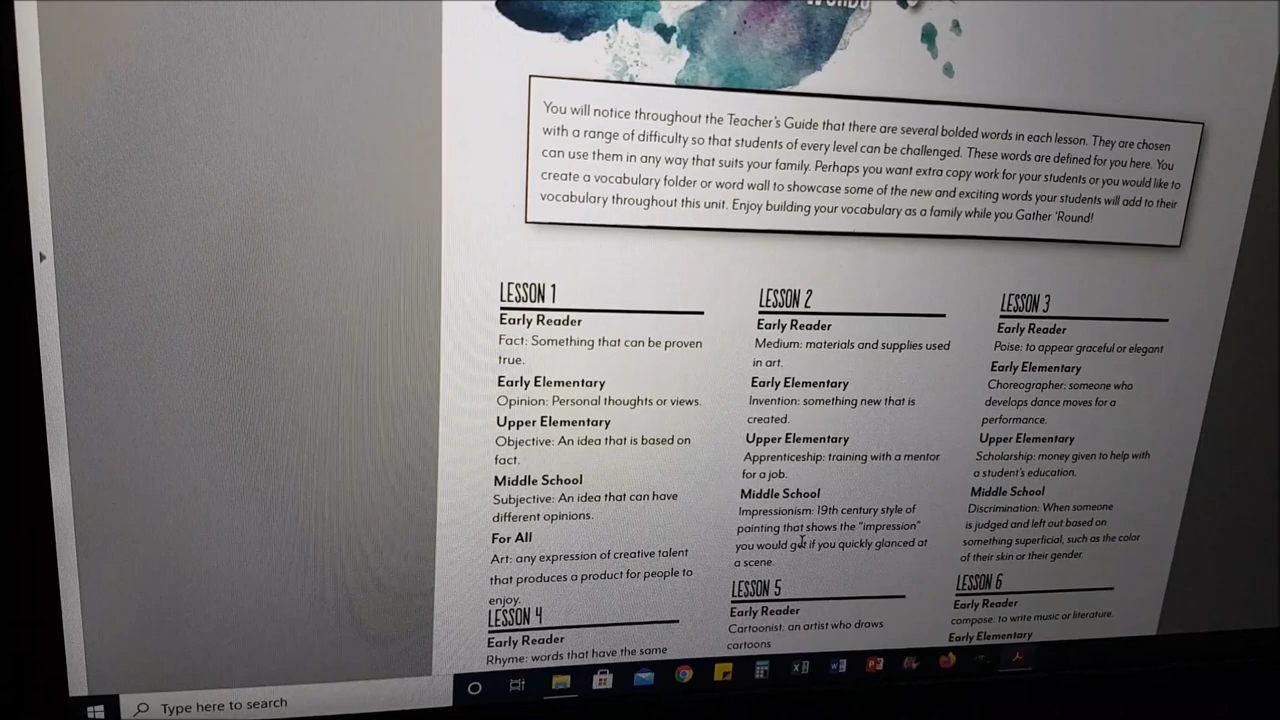 You will notice throughout the Teacher's Guide that there are several bolded words in each lesson. They are chosen
with a range of difficulty so that students of every level can be challenged. These words are defined for you here. You
can use them in any way that suits your family. Perhaps you want extra copy work for your students or you would like to
create a vocabulary folder or word wall to showcase some of the new and exciting words your students will add to their
vocabulary throughout this unit. Enjoy building your vocabulary as a family while you Gather 'Round!
LESSON 1
Early Reader
Fact: Something that can be proven
true.
Early Elementary
Opinion: Personal thoughts or views.
Upper Elementary
Objective: An idea that is based on
fact.
Middle School
Subjective: An idea that can have
different opinions.
For All
Art: any expression of creative talent
that produces a product for people to
enjoy.
LESSON 2
Early Reader
Medium: materials and supplies used
in art.
Early Elementary
Invention: something new that is
created.
Upper Elementary
Apprenticeship: training with a mentor
for a job.
Middle School
Impressionism: 19th century style of
painting that shows the "impression"
you would get if you quickly glanced at
a scene.
LESSON 3
Early Reader
Poise: to appear graceful or elegant
Early Elementary
Choreographer: someone who
develops dance moves for a
performance.
Upper Elementary
Scholarship: money given to help with
a student's education.
Middle School
Discrimination: When someone
is judged and left out based on
something superficial, such as the color
of their skin or their gender.
LESSON 4
Early Reader
Rhyme: words that have the same
LESSON 5
Early Reader
Cartoonist: an artist who draws
cartoons
LESSON 6
Early Reader
compose: to write music or literature.
Early Elementary
Type here to search